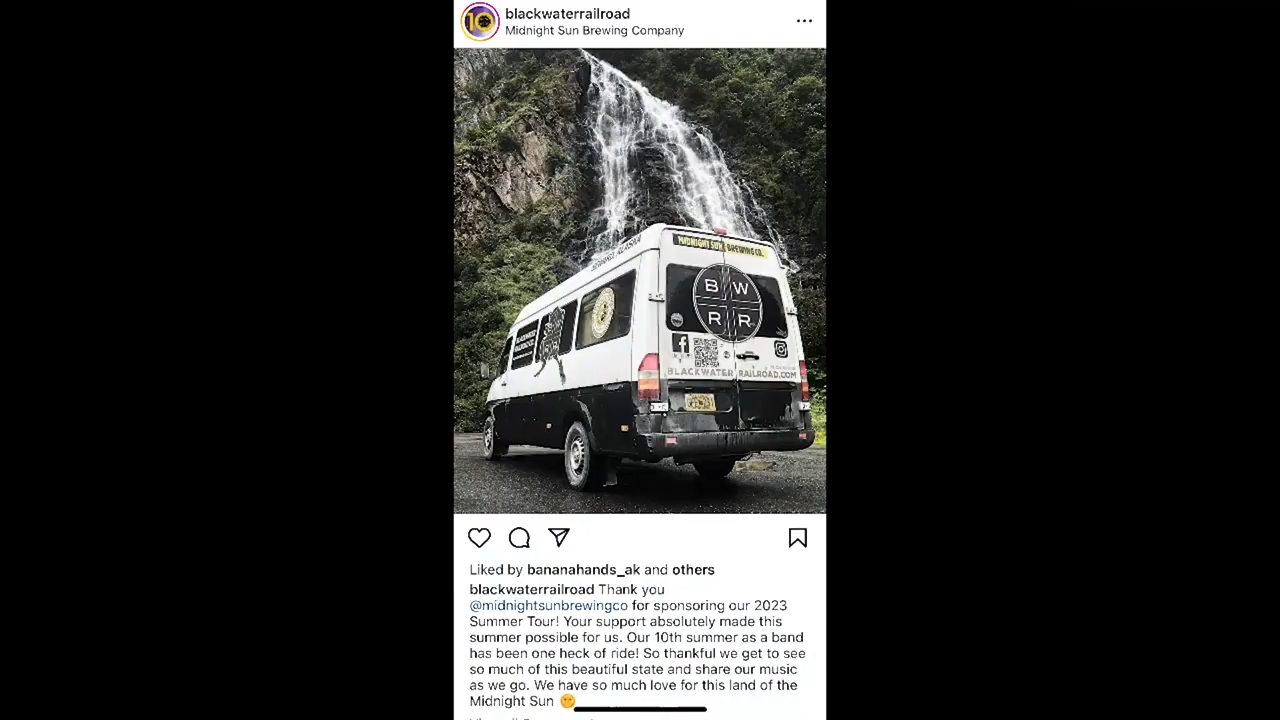 blackwaterrailroad
Midnight Sun Brewing Company
10
SEWARD, ALASKA
MIDNIGHT SUN BREWING CO.
B W
R R
BLACKWATER RAILROAD.COM
Liked by bananahands_ak and others
blackwaterrailroad Thank you
@midnightsunbrewingco for sponsoring our 2023
Summer Tour! Your support absolutely made this
summer possible for us. Our 10th summer as a band
has been one heck of ride! So thankful we get to see
so much of this beautiful state and share our music
as we go. We have so much love for this land of the
Midnight Sun 🌞